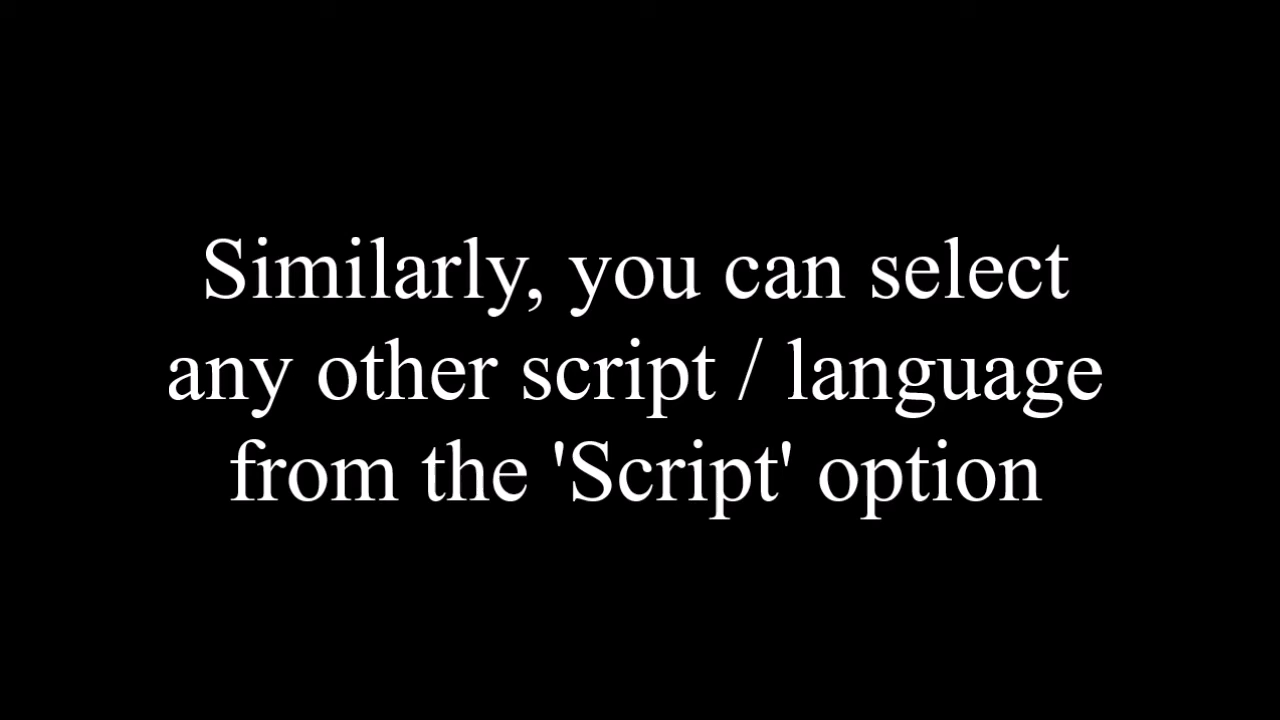 Similarly, you can select
any other script / language
from the 'Script' option